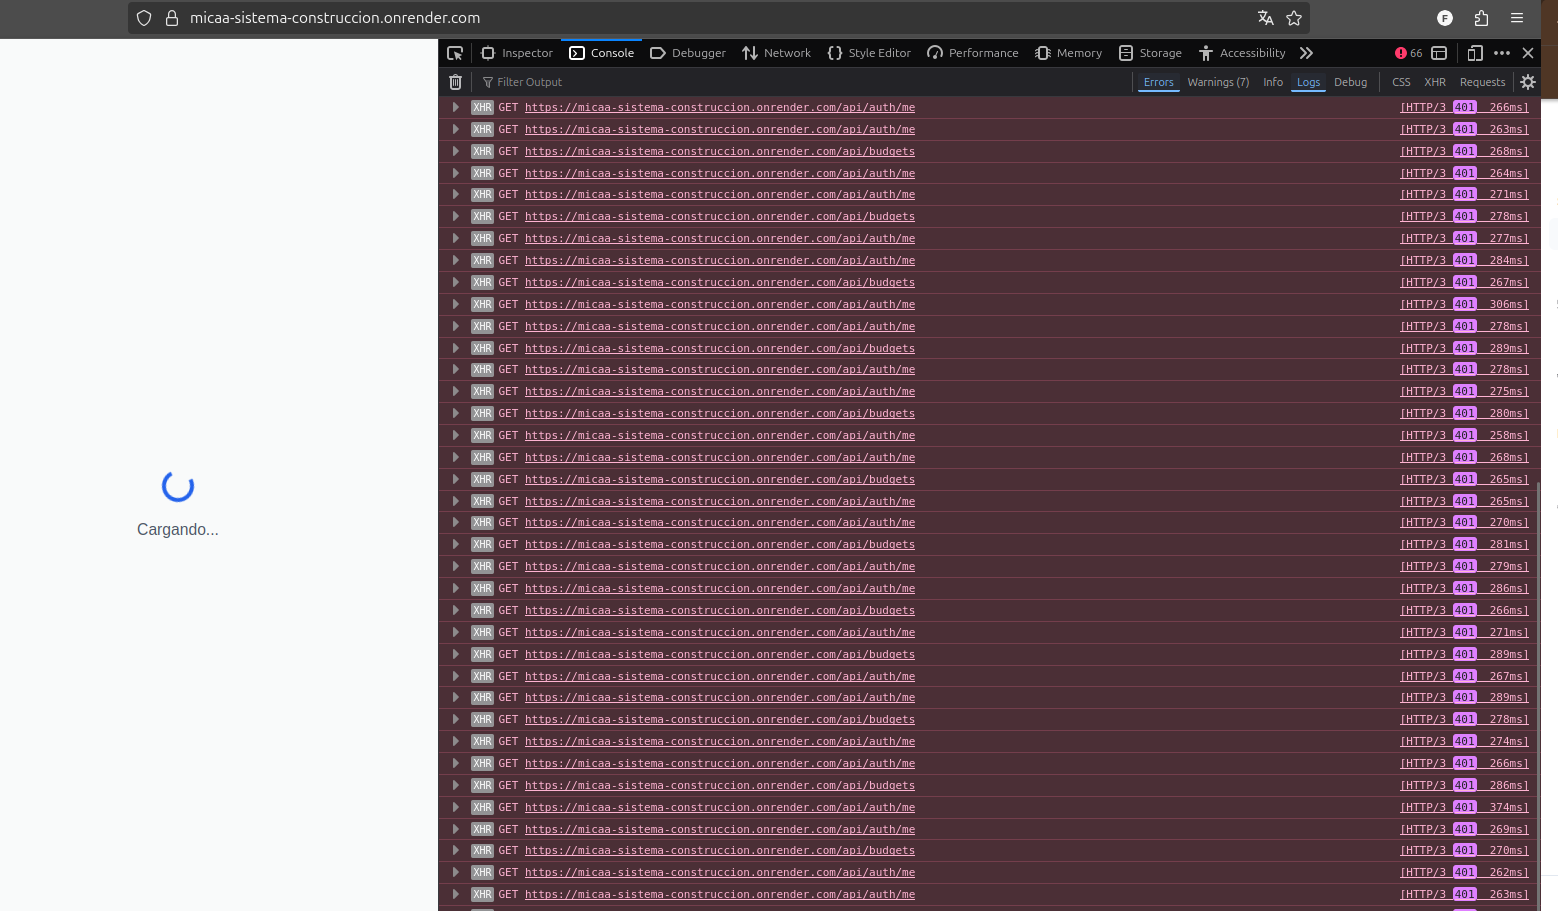 micaa-sistema-construccion.onrender.com
F
Inspector Console Debugger Network Style Editor Performance Memory Storage Accessibility 66
Filter Output Errors Warnings (7) Info Logs Debug CSS XHR Requests
XHR GET https://micaa-sistema-construccion.onrender.com/api/auth/me [HTTP/3 401 266ms]
XHR GET https://micaa-sistema-construccion.onrender.com/api/auth/me [HTTP/3 401 263ms]
XHR GET https://micaa-sistema-construccion.onrender.com/api/budgets [HTTP/3 401 268ms]
XHR GET https://micaa-sistema-construccion.onrender.com/api/auth/me [HTTP/3 401 264ms]
XHR GET https://micaa-sistema-construccion.onrender.com/api/auth/me [HTTP/3 401 271ms]
XHR GET https://micaa-sistema-construccion.onrender.com/api/budgets [HTTP/3 401 278ms]
XHR GET https://micaa-sistema-construccion.onrender.com/api/auth/me [HTTP/3 401 277ms]
XHR GET https://micaa-sistema-construccion.onrender.com/api/auth/me [HTTP/3 401 284ms]
XHR GET https://micaa-sistema-construccion.onrender.com/api/budgets [HTTP/3 401 267ms]
XHR GET https://micaa-sistema-construccion.onrender.com/api/auth/me [HTTP/3 401 306ms]
XHR GET https://micaa-sistema-construccion.onrender.com/api/auth/me [HTTP/3 401 278ms]
XHR GET https://micaa-sistema-construccion.onrender.com/api/budgets [HTTP/3 401 289ms]
XHR GET https://micaa-sistema-construccion.onrender.com/api/auth/me [HTTP/3 401 278ms]
XHR GET https://micaa-sistema-construccion.onrender.com/api/auth/me [HTTP/3 401 275ms]
XHR GET https://micaa-sistema-construccion.onrender.com/api/budgets [HTTP/3 401 280ms]
XHR GET https://micaa-sistema-construccion.onrender.com/api/auth/me [HTTP/3 401 258ms]
XHR GET https://micaa-sistema-construccion.onrender.com/api/auth/me [HTTP/3 401 268ms]
XHR GET https://micaa-sistema-construccion.onrender.com/api/budgets [HTTP/3 401 265ms]
XHR GET https://micaa-sistema-construccion.onrender.com/api/auth/me [HTTP/3 401 265ms]
XHR GET https://micaa-sistema-construccion.onrender.com/api/auth/me [HTTP/3 401 270ms]
Cargando...
XHR GET https://micaa-sistema-construccion.onrender.com/api/budgets [HTTP/3 401 281ms]
XHR GET https://micaa-sistema-construccion.onrender.com/api/auth/me [HTTP/3 401 279ms]
XHR GET https://micaa-sistema-construccion.onrender.com/api/auth/me [HTTP/3 401 286ms]
XHR GET https://micaa-sistema-construccion.onrender.com/api/budgets [HTTP/3 401 266ms]
XHR GET https://micaa-sistema-construccion.onrender.com/api/auth/me [HTTP/3 401 271ms]
XHR GET https://micaa-sistema-construccion.onrender.com/api/budgets [HTTP/3 401 289ms]
XHR GET https://micaa-sistema-construccion.onrender.com/api/auth/me [HTTP/3 401 267ms]
XHR GET https://micaa-sistema-construccion.onrender.com/api/auth/me [HTTP/3 401 289ms]
XHR GET https://micaa-sistema-construccion.onrender.com/api/budgets [HTTP/3 401 278ms]
XHR GET https://micaa-sistema-construccion.onrender.com/api/auth/me [HTTP/3 401 274ms]
XHR GET https://micaa-sistema-construccion.onrender.com/api/auth/me [HTTP/3 401 266ms]
XHR GET https://micaa-sistema-construccion.onrender.com/api/budgets [HTTP/3 401 286ms]
XHR GET https://micaa-sistema-construccion.onrender.com/api/auth/me [HTTP/3 401 374ms]
XHR GET https://micaa-sistema-construccion.onrender.com/api/auth/me [HTTP/3 401 269ms]
XHR GET https://micaa-sistema-construccion.onrender.com/api/budgets [HTTP/3 401 270ms]
XHR GET https://micaa-sistema-construccion.onrender.com/api/auth/me [HTTP/3 401 262ms]
XHR GET https://micaa-sistema-construccion.onrender.com/api/auth/me [HTTP/3 401 263ms]